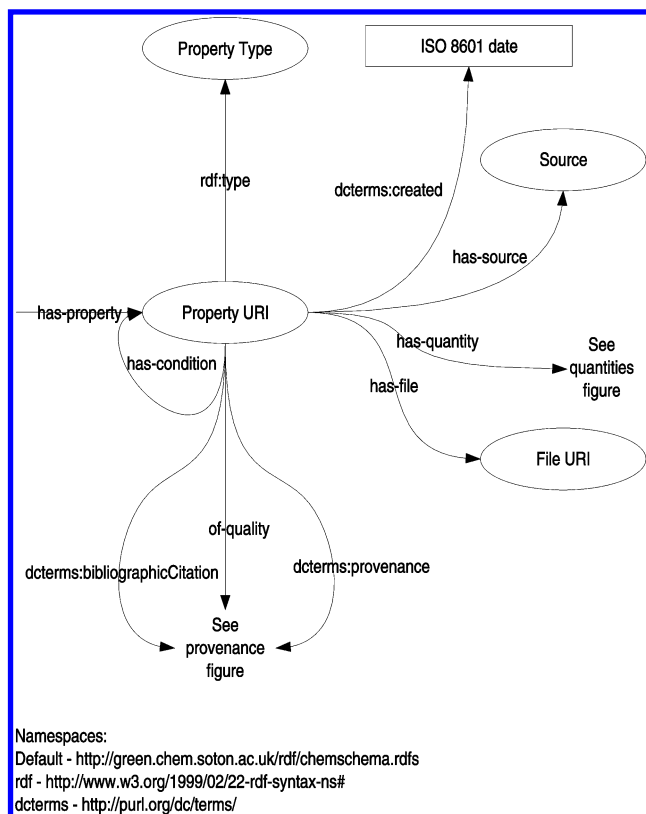 Property Type
ISO 8601 date
Source
rdf:type
dcterms:created
has-source
has-property
Property URI
has-condition
has-quantity
See
quantities
figure
has-file
File URI
of-quality
dcterms:bibliographicCitation
dcterms:provenance
See
provenance
figure
Namespaces:
Default - http://green.chem.soton.ac.uk/rdf/chemschema.rdfs
rdf - http://www.w3.org/1999/02/22-rdf-syntax-ns#
dcterms - http://purl.org/dc/terms/